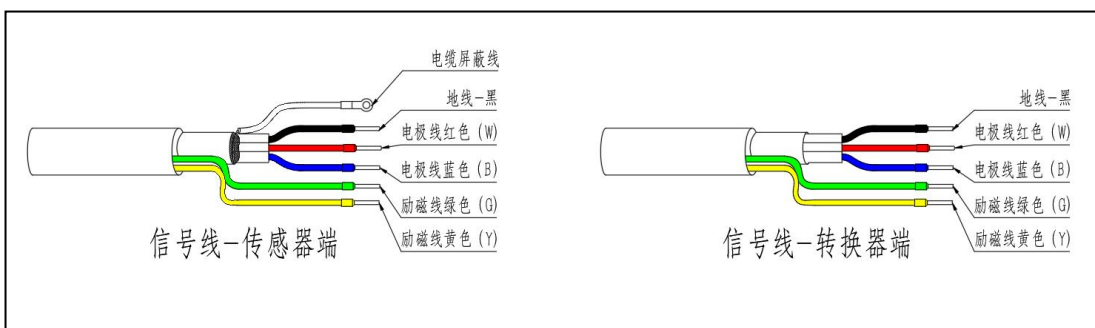 电缆屏蔽线
地线-黑
电极线红色(W)
电极线蓝色(B)
励磁线绿色(G)
励磁线黄色(Y)
信号线-传感器端
地线-黑
电极线红色(W)
电极线蓝色(B)
励磁线绿色(G)
励磁线黄色(Y)
信号线-转换器端